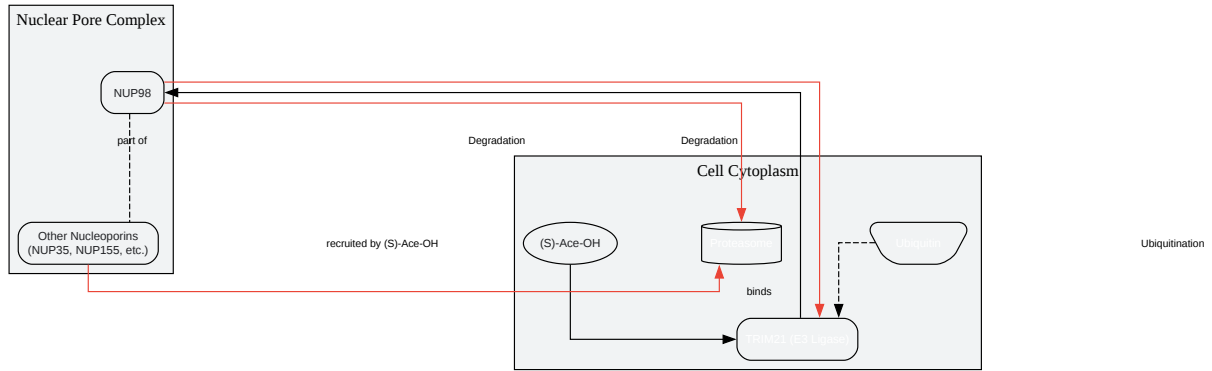 Nuclear Pore Complex
NUP98
part of
Degradation
Degradation
Cell Cytoplasm
Other Nucleoporins
(NUP35, NUP155, etc.)
recruited by (S)-Ace-OH
(S)-Ace-OH
Proteasome
Ubiquitin
Ubiquitination
binds
TRIM21 (E3 Ligase)